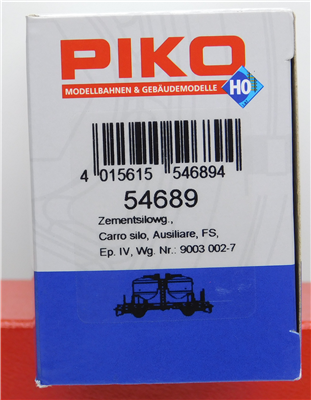 PIKO
MODELLBAHNEN & GEBÄUDEMODELLE
H0
4 015615 546894
54689
Zementsilowg.,
Carro silo, Ausiliare, FS,
Ep. IV, Wg. Nr.: 9003 002-7